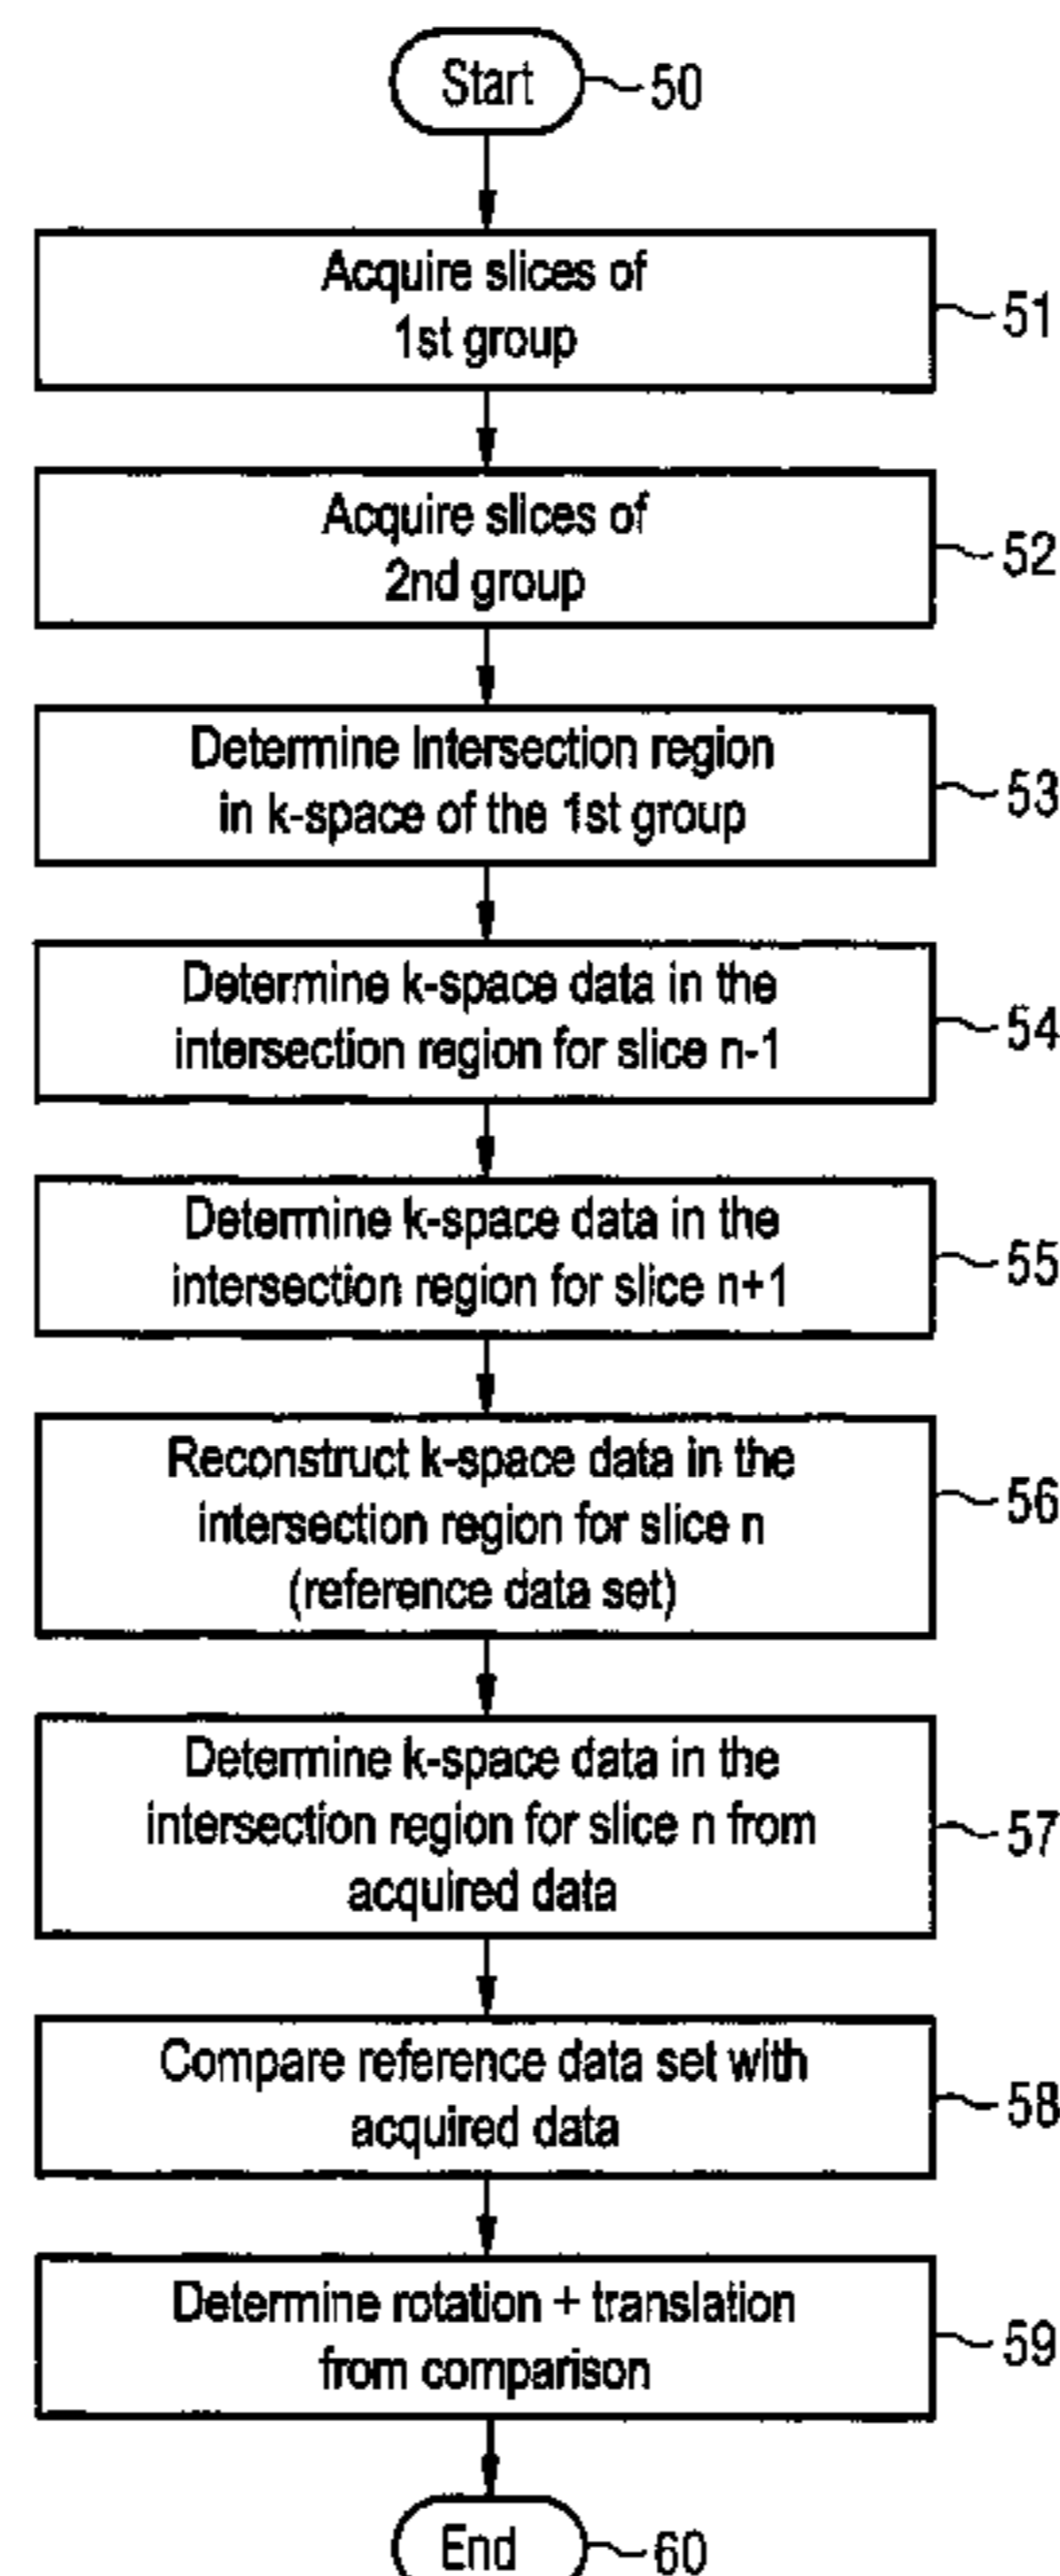 Start
50
Acquire slices of
1st group
51
Acquire slices of
2nd group
52
Determine Intersection region
in k-space of the 1st group
53
Determine k-space data in the
intersection region for slice n-1
54
Determine k-space data in the
intersection region for slice n+1
55
Reconstruct k-space data in the
intersection region for slice n
(reference data set)
56
Determine k-space data in the
intersection region for slice n from
acquired data
57
Compare reference data set with
acquired data
58
Determine rotation + translation
from comparison
59
End
60